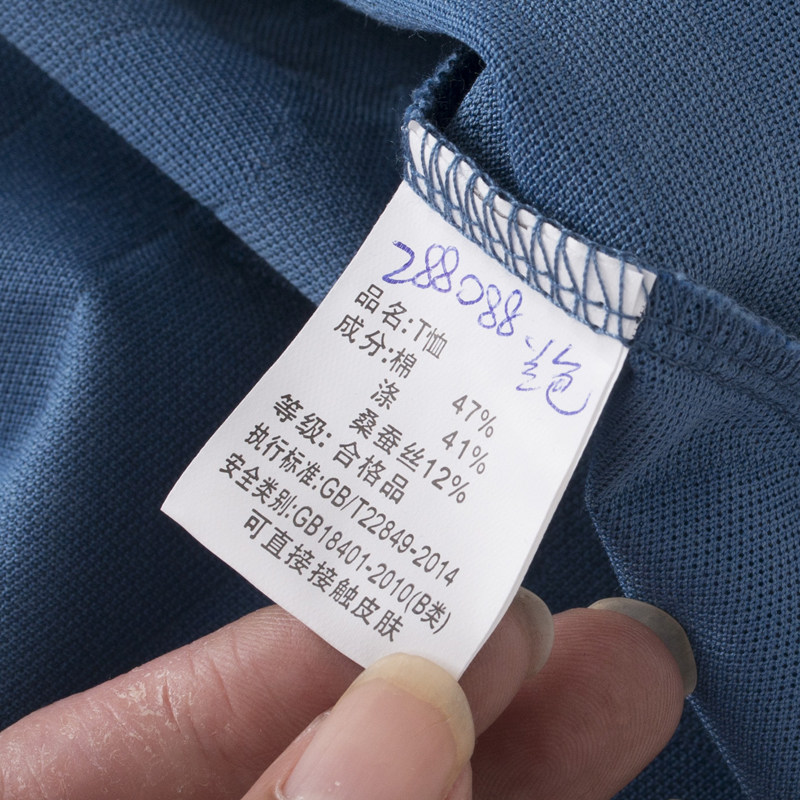 288088
品名:T恤
成分:棉 47%
涤 41%
桑蚕丝12%
等级: 合格品
执行标准:GB/T22849-2014
安全类别:GB18401-2010(B类)
可直接接触皮肤